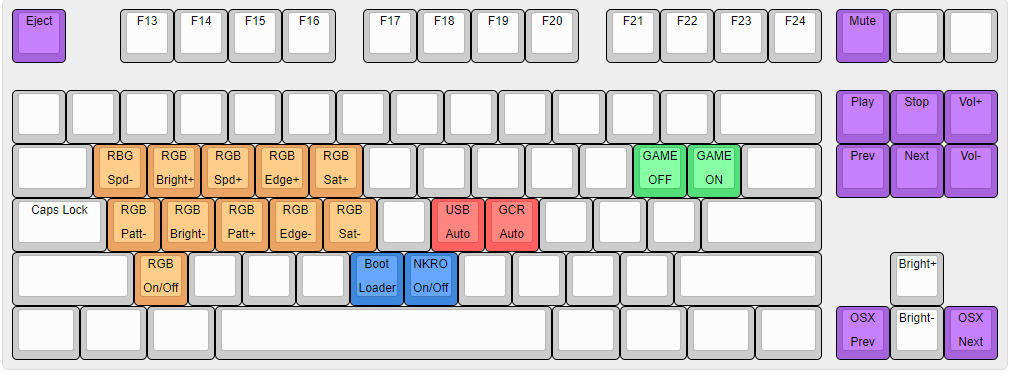 Eject F13 F14 F15 F16 F17 F18 F19 F20 F21 F22 F23 F24 Mute
Play Stop Vol+
RBG RGB RGB RGB RGB GAME GAME Prev Next Vol-
Spd- Bright+ Spd+ Edge+ Sat+ OFF ON
Caps Lock RGB RGB RGB RGB RGB USB GCR
Patt- Bright- Patt+ Edge- Sat- Auto Auto
RGB Boot NKRO Bright+
On/Off Loader On/Off
OSX Bright- OSX
Prev Next